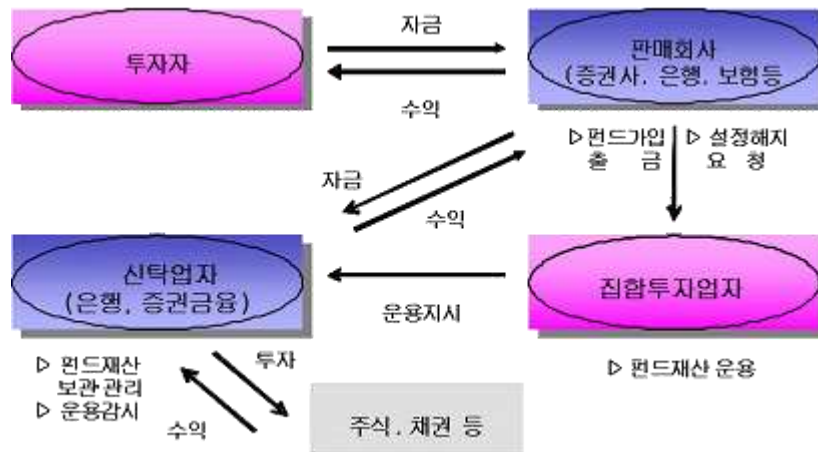 자금
투자자
판매회사
(증권사, 은행, 보험등
수익
▷펀드가입
출 금
▷ 설정해지
요 청
자금
수익
신탁업자
(은행, 증권금융)
집합투자업자
운용지시
▷ 펀드재산
보관·관리
▷ 운용감시
투자
수익
▷ 펀드재산 운용
주식, 채권 등